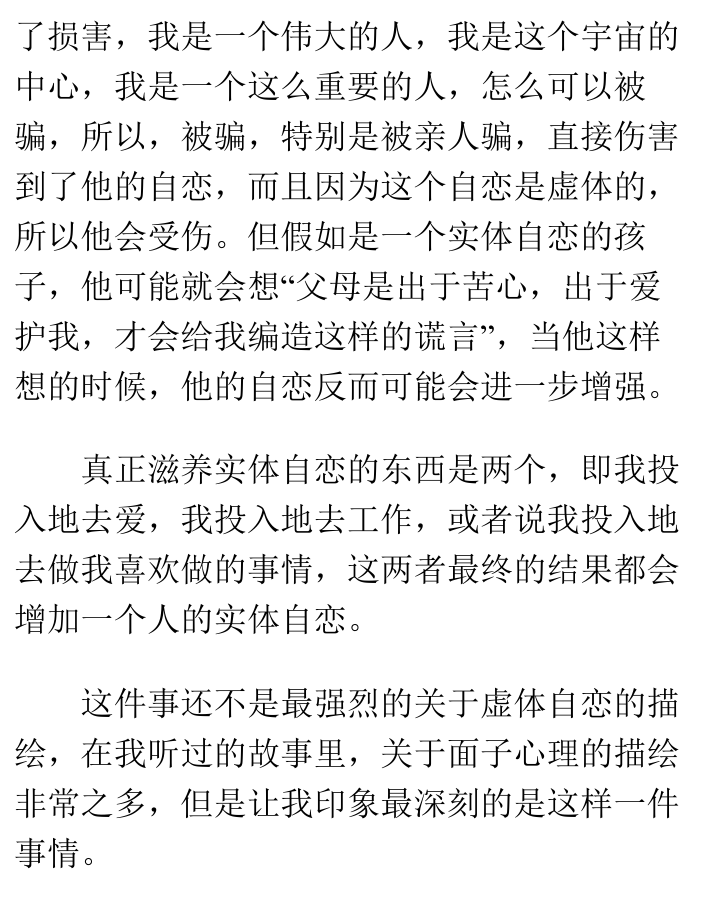 了损害，我是一个伟大的人，我是这个宇宙的
中心，我是一个这么重要的人，怎么可以被
骗，所以，被骗，特别是被亲人骗，直接伤害
到了他的自恋，而且因为这个自恋是虚体的，
所以他会受伤。但假如是一个实体自恋的孩
子，他可能就会想“父母是出于苦心，出于爱
护我，才会给我编造这样的谎言”，当他这样
想的时候，他的自恋反而可能会进一步增强。
真正滋养实体自恋的东西是两个，即我投
入地去爱，我投入地去工作，或者说我投入地
去做我喜欢做的事情，这两者最终的结果都会
增加一个人的实体自恋。
这件事还不是最强烈的关于虚体自恋的描
绘，在我听过的故事里，关于面子心理的描绘
非常之多，但是让我印象最深刻的是这样一件
事情。